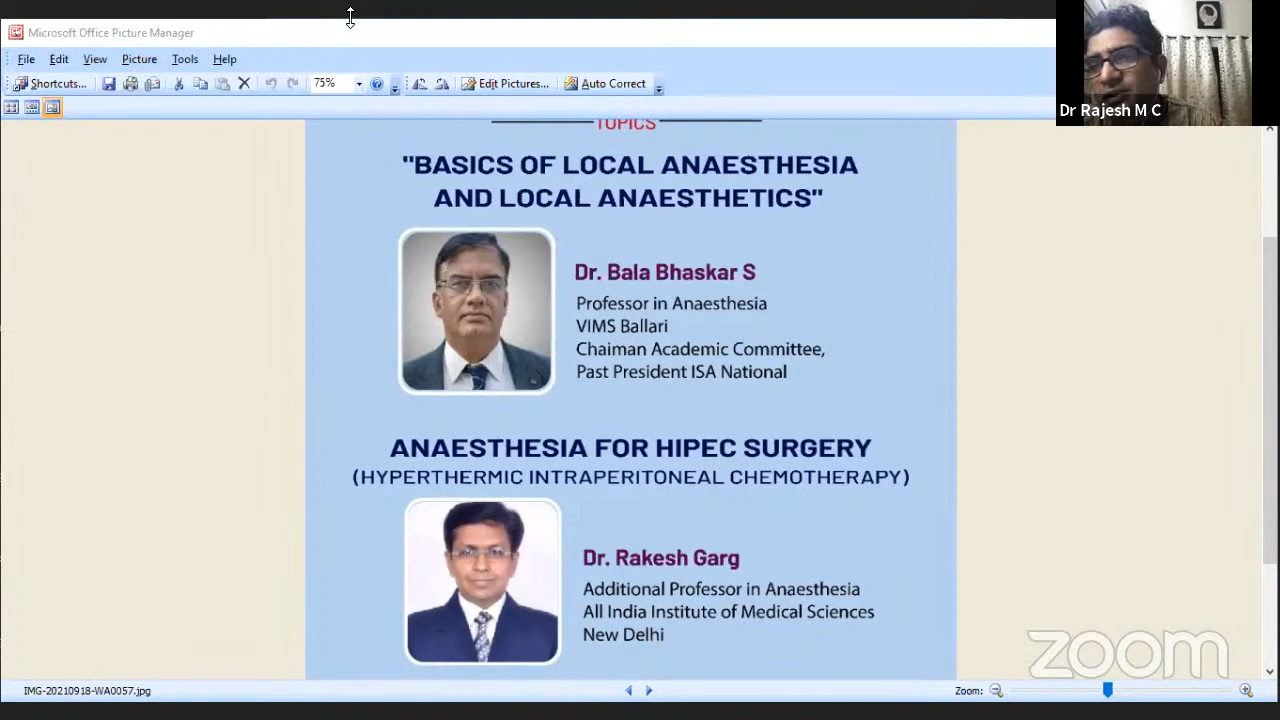 Microsoft Office Picture Manager
File Edit View Picture Tools Help
Shortcuts... 75% Edit Pictures... Auto Correct
Dr Rajesh M C
TOPICS
"BASICS OF LOCAL ANAESTHESIA
AND LOCAL ANAESTHETICS"
Dr. Bala Bhaskar S
Professor in Anaesthesia
VIMS Ballari
Chaiman Academic Committee,
Past President ISA National
ANAESTHESIA FOR HIPEC SURGERY
(HYPERTHERMIC INTRAPERITONEAL CHEMOTHERAPY)
Dr. Rakesh Garg
Additional Professor in Anaesthesia
All India Institute of Medical Sciences
New Delhi
zoom
IMG-20210918-WA0057.jpg Zoom: